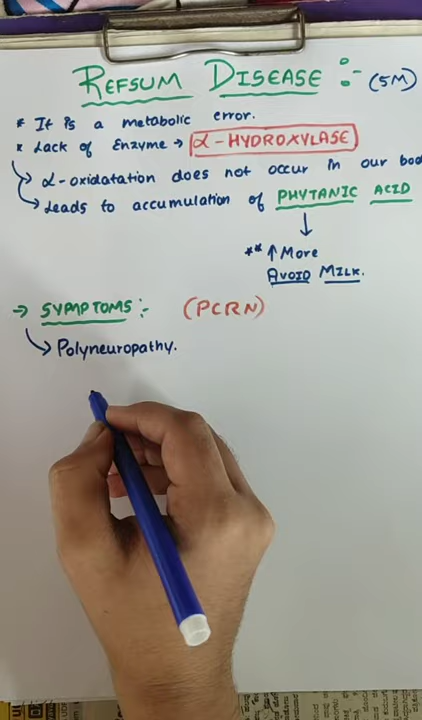 REFSUM DISEASE :- (5M)
* It is a metabolic error.
* Lack of Enzyme → α-HYDROXYLASE
→ α-oxidatation does not occur in our bod
→ Leads to accumulation of PHYTANIC ACID
↓
** ↑ More
AVOID MILK.
→ SYMPTOMS :- (PCRN)
→ Polyneuropathy.